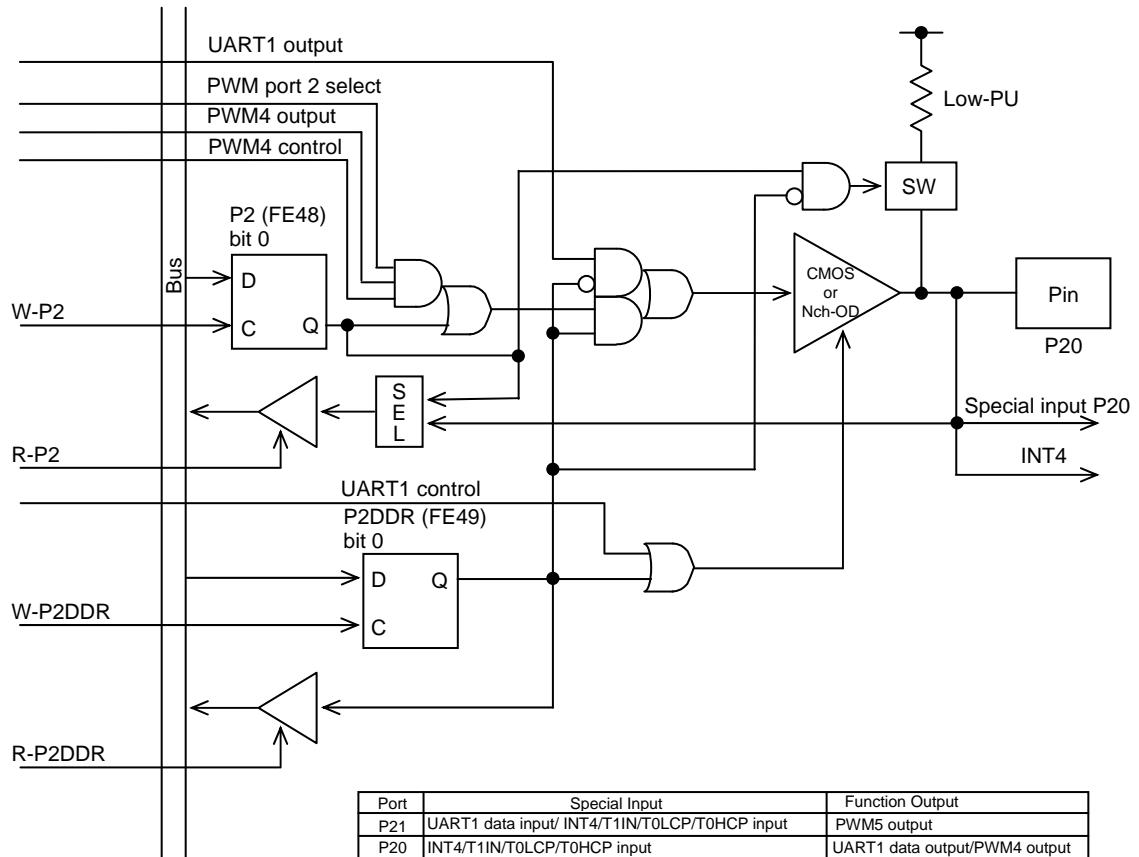 UART1 output
PWM port 2 select
PWM4 output
PWM4 control
Low-PU
SW
P2 (FE48)
bit 0
Bus
D
C
Q
W-P2
CMOS
or
Nch-OD
Pin
P20
S
E
L
Special input P20
INT4
R-P2
UART1 control
P2DDR (FE49)
bit 0
D
Q
C
W-P2DDR
R-P2DDR
Port Special Input Function Output
P21 UART1 data input/ INT4/T1IN/T0LCP/T0HCP input PWM5 output
P20 INT4/T1IN/T0LCP/T0HCP input UART1 data output/PWM4 output